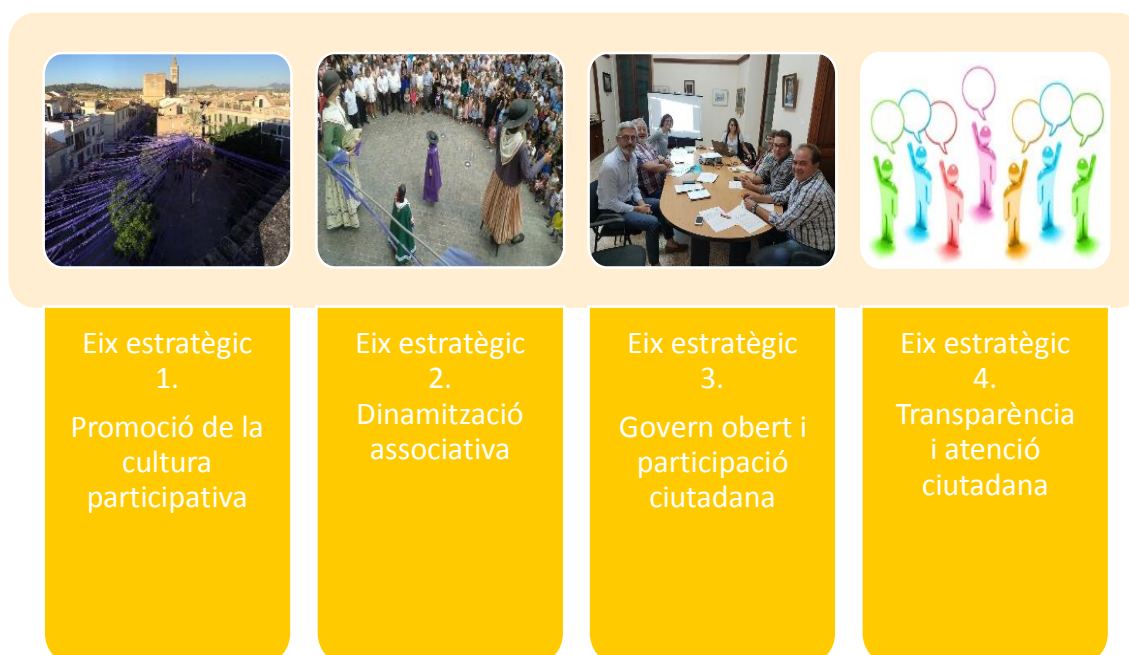 Eix estratègic
1.
Promoció de la
cultura
participativa
Eix estratègic
2.
Dinamització
associativa
Eix estratègic
3.
Govern obert i
participació
ciutadana
Eix estratègic
4.
Transparència
i atenció
ciutadana